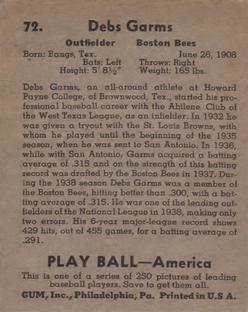 72. Debs Garms
Outfielder Boston Bees
Born: Bangs, Tex. June 26, 1908
Bats: Left Throws: Right
Height: 5' 8½" Weight: 165 lbs.
Debs Garms, an all-around athlete at Howard
Payne College, of Brownwood, Tex., started his pro-
fessional baseball career with the Abilene Club of
the West Texas League, as an infielder. In 1932 he
was given a tryout with the St. Louis Browns, with
whom he played until the beginning of the 1935
season, when he was sent to San Antonio. In 1936,
while with San Antonio, Garms acquired a batting
average of .315 and on the strength of this batting
record was drafted by the Boston Bees in 1937. Dur-
ing the 1938 season Debs Garms was a member of
the Boston Bees, hitting better than .300, with a bat-
ting average of .315. He was one of the leading out-
fielders of the National League in 1938, making only
two errors. His 6-year major-league record shows
429 hits, out of 455 games, for a batting average of
.291.
PLAY BALL—America
This is one of a series of 250 pictures of leading
baseball players. Save to get them all.
GUM, Inc., Philadelphia, Pa. Printed in U.S.A.